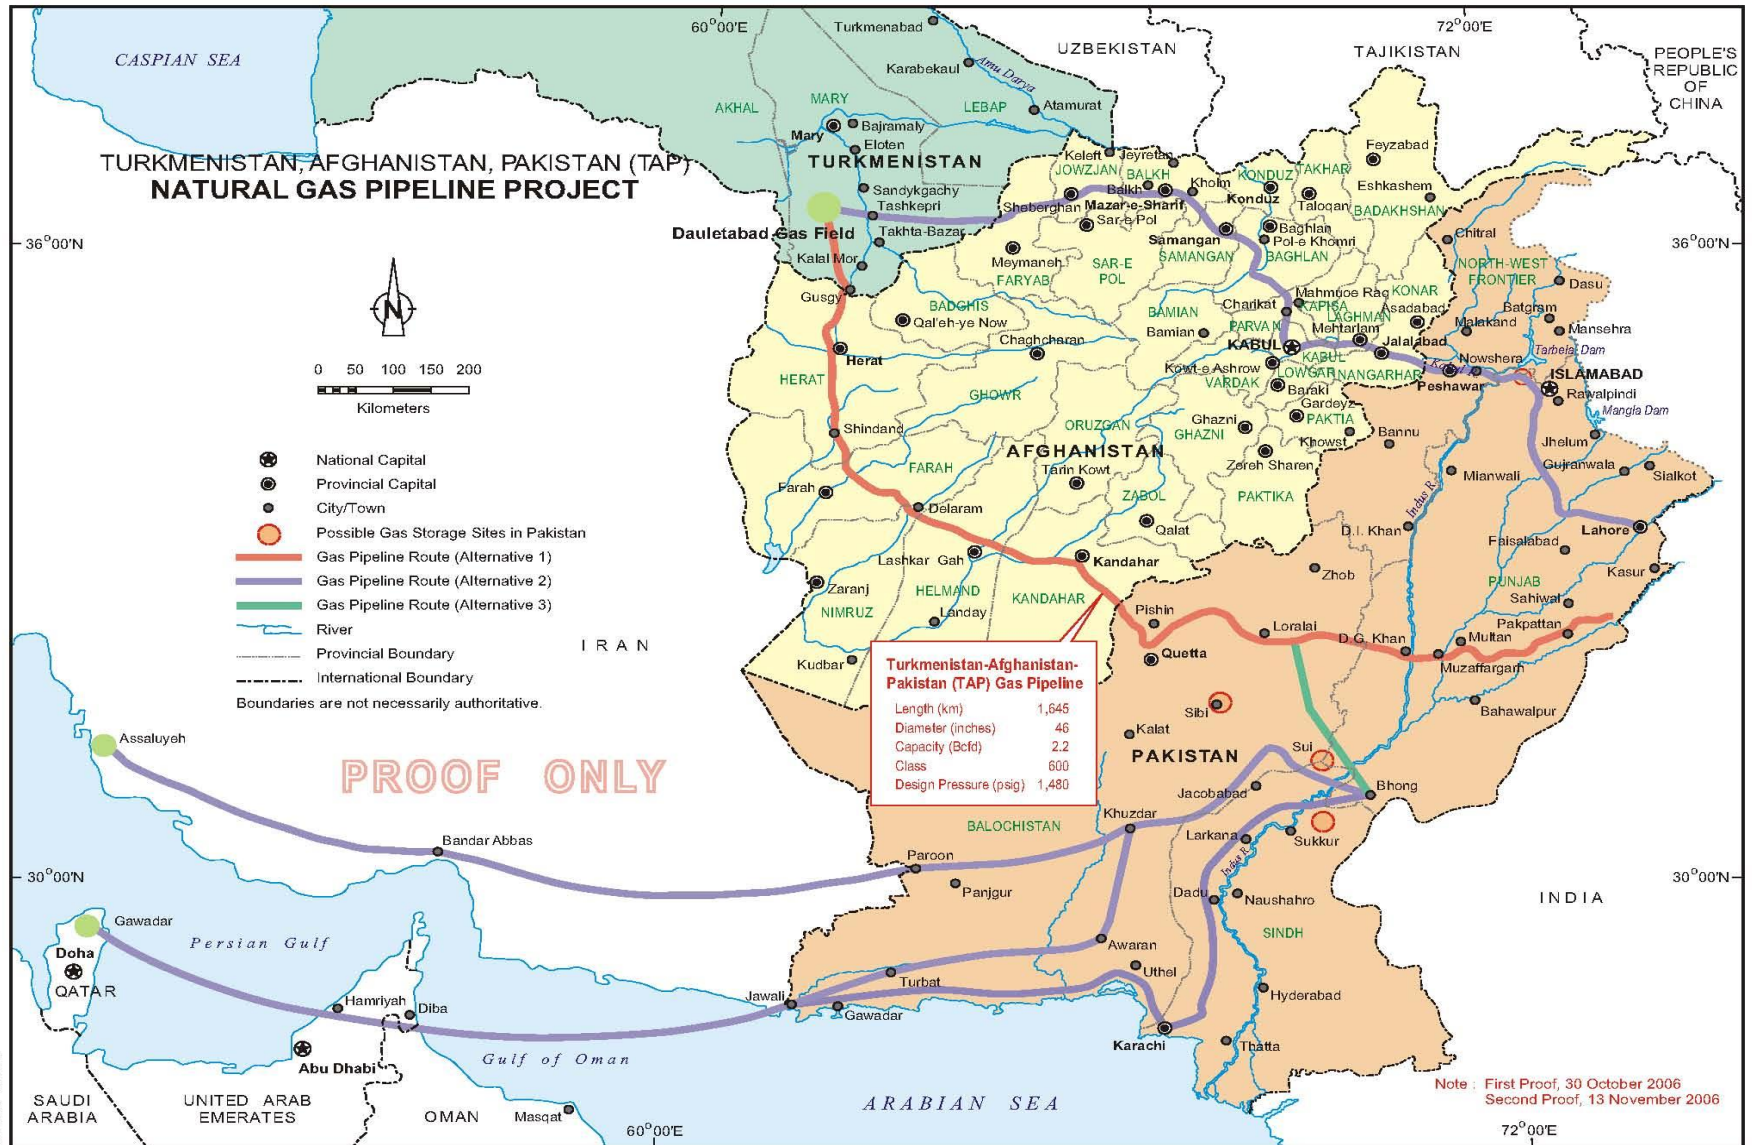 60°00'E
72°00'E
CASPIAN SEA
Turkmenabad
UZBEKISTAN
TAJIKISTAN
PEOPLE'S
REPUBLIC
OF
CHINA
Karabekaul
Amu Darya
AKHAL
MARY
LEBAP
Atamurat
Mary
Bajramaly
Eloten
TURKMENISTAN, AFGHANISTAN, PAKISTAN (TAP)
NATURAL GAS PIPELINE PROJECT
TURKMENISTAN
Keleft
Jeyretan
Feyzabad
JOWZJAN
BALKH
KONDUZ
TAKHAR
Sandykgachy
Tashkepri
Balkh
Kholm
Eshkashem
Sheberghan
Mazar-e-Sharif
Konduz
Taloqan
BADAKHSHAN
Sar-e-Pol
Dauletabad Gas Field
Takhta-Bazar
Samangan
Baghlan
Pol-e Khomri
Chitral
36°00'N
36°00'N
Kalal Mor
Meymaneh
FARYAB
SAR-E
POL
SAMANGAN
BAGHLAN
NORTH-WEST
FRONTIER
Dasu
Gusgy
N
BADGHIS
Qal'eh-ye Now
BAMIAN
Charikat
Mahmuoe Raq
KAPISA
KONAR
Asadabad
LAGHMAN
Batgram
Malakand
Mansehra
Bamian
PARVAN
Mehtarlam
Jalalabad
Herat
Chaghcharan
KABUL
KABUL
Tarbela Dam
Nowshera
Kowt-e Ashrow
VARDAK
LOWGAR
NANGARHAR
Kabul R.
Peshawar
ISLAMABAD
Rawalpindi
HERAT
GHOWR
Baraki
Gardeyz
Mangla Dam
0 50 100 150 200
Kilometers
Shindand
ORUZGAN
Ghazni
GHAZNI
PAKTIA
Khowst
Bannu
Jhelum
AFGHANISTAN
Zereh Sharen
Mianwali
Gujranwala
Sialkot
FARAH
Tarin Kowt
National Capital
Provincial Capital
City/Town
Possible Gas Storage Sites in Pakistan
Gas Pipeline Route (Alternative 1)
Gas Pipeline Route (Alternative 2)
Gas Pipeline Route (Alternative 3)
River
Provincial Boundary
International Boundary
Boundaries are not necessarily authoritative.
Farah
Delaram
ZABOL
PAKTIKA
Indus R.
Qalat
D.I. Khan
Lahore
Faisalabad
Lashkar Gah
Kandahar
Zhob
Kasur
Zaranj
HELMAND
KANDAHAR
PUNJAB
NIMRUZ
Landay
Pishin
Sahiwal
Loralai
D.G. Khan
Multan
Pakpattan
IRAN
Kudbar
Quetta
Muzaffargarh
Turkmenistan-Afghanistan-
Pakistan (TAP) Gas Pipeline
Length (km) 1,645
Diameter (inches) 46
Capacity (Bcfd) 2.2
Class 600
Design Pressure (psig) 1,480
Sibi
Bahawalpur
Kalat
Assaluyeh
PAKISTAN
Sui
PROOF ONLY
Jacobabad
Bhong
Khuzdar
BALOCHISTAN
Bandar Abbas
Larkana
Sukkur
Paroon
Indus R.
30°00'N
30°00'N
Panjgur
Dadu
Naushahro
INDIA
Gawadar
Persian Gulf
SINDH
Doha
QATAR
Awaran
Uthel
Turbat
Hamriyah
Diba
Jawali
Gawadar
Hyderabad
Karachi
Thatta
Gulf of Oman
Abu Dhabi
SAUDI
ARABIA
UNITED ARAB
EMIRATES
OMAN
Masqat
ARABIAN SEA
Note : First Proof, 30 October 2006
Second Proof, 13 November 2006
60°00'E
72°00'E